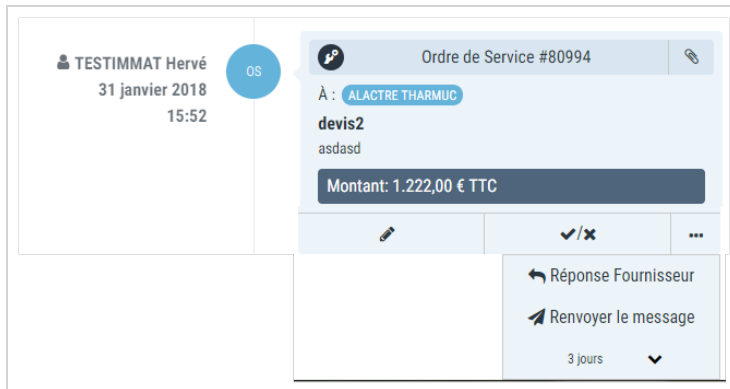 TESTIMMAT Hervé
31 janvier 2018
15:52
OS
Ordre de Service #80994
À : ALACTRE THARMUC
devis2
asdasd
Montant: 1.222,00 € TTC
/
Réponse Fournisseur
Renvoyer le message
3 jours